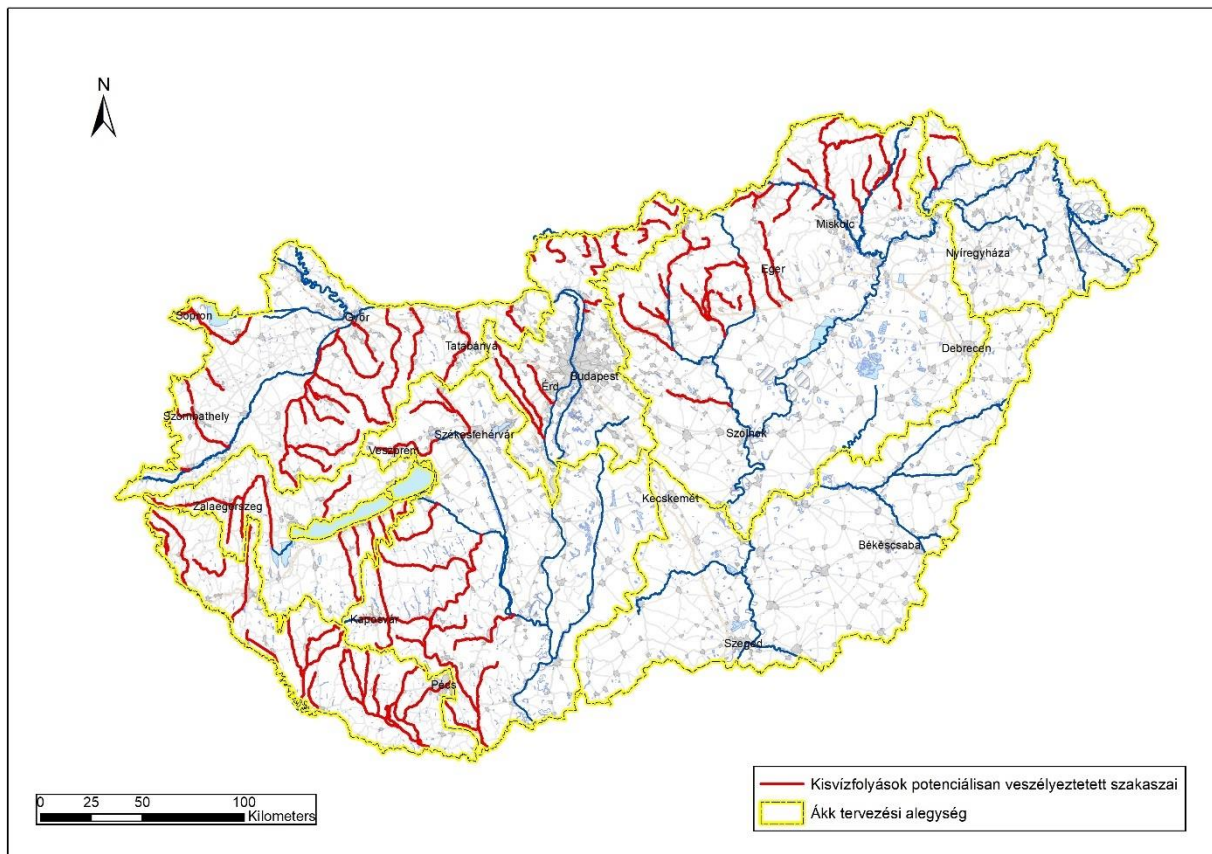 N
Miskolc
Nyíregyháza
Eger
Sopron
Győr
Tatabánya
Debrecen
Budapest
Érd
Szombathely
Székesfehérvár
Szolnok
Veszprém
Kecskemét
Zalaegerszeg
Békéscsaba
Kaposvár
Szeged
Pécs
0 25 50 100
Kilometers
Kisvízfolyások potenciálisan veszélyeztetett szakaszai
Ákk tervezési alegység